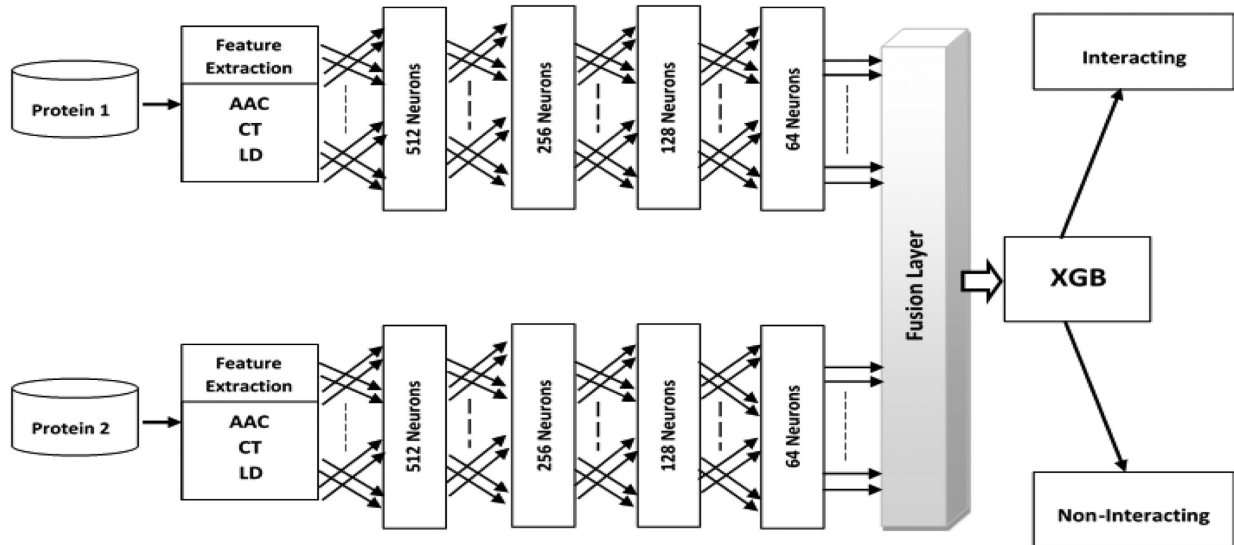 Protein 1
Feature
Extraction
AAC
CT
LD
512 Neurons
256 Neurons
128 Neurons
64 Neurons
Protein 2
Feature
Extraction
AAC
CT
LD
512 Neurons
256 Neurons
128 Neurons
64 Neurons
Fusion Layer
XGB
Interacting
Non-Interacting